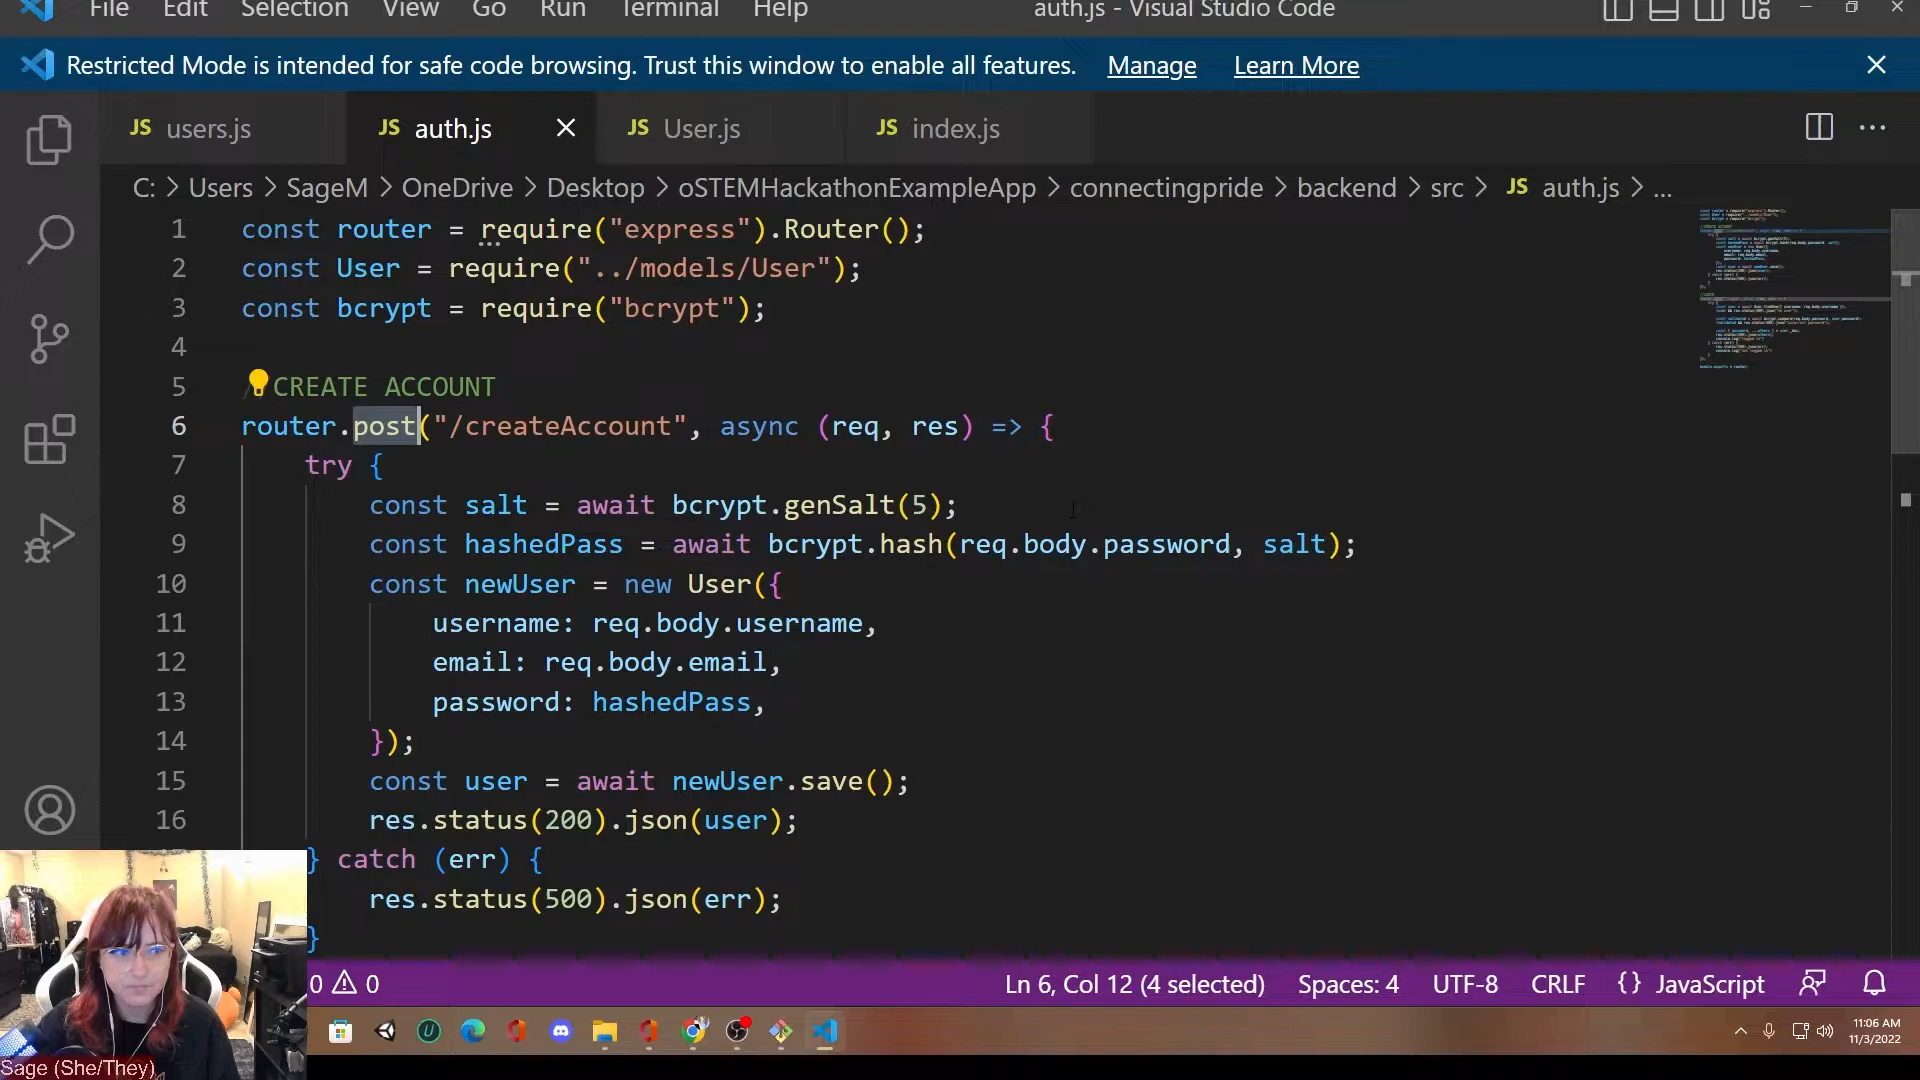 File Edit Selection View Go Run Terminal Help auth.js - Visual Studio Code
Restricted Mode is intended for safe code browsing. Trust this window to enable all features. Manage Learn More
JS users.js JS auth.js JS User.js JS index.js
C: > Users > SageM > OneDrive > Desktop > oSTEMHackathonExampleApp > connectingpride > backend > src > JS auth.js > ...
1 const router = require("express").Router();
2 const User = require("../models/User");
3 const bcrypt = require("bcrypt");
4
5 CREATE ACCOUNT
6 router.post("/createAccount", async (req, res) => {
7 try {
8 const salt = await bcrypt.genSalt(5);
9 const hashedPass = await bcrypt.hash(req.body.password, salt);
10 const newUser = new User({
11 username: req.body.username,
12 email: req.body.email,
13 password: hashedPass,
14 });
15 const user = await newUser.save();
16 res.status(200).json(user);
} catch (err) {
res.status(500).json(err);
}
0 0 Ln 6, Col 12 (4 selected) Spaces: 4 UTF-8 CRLF {} JavaScript
11:06 AM
11/3/2022
Sage (She/They)